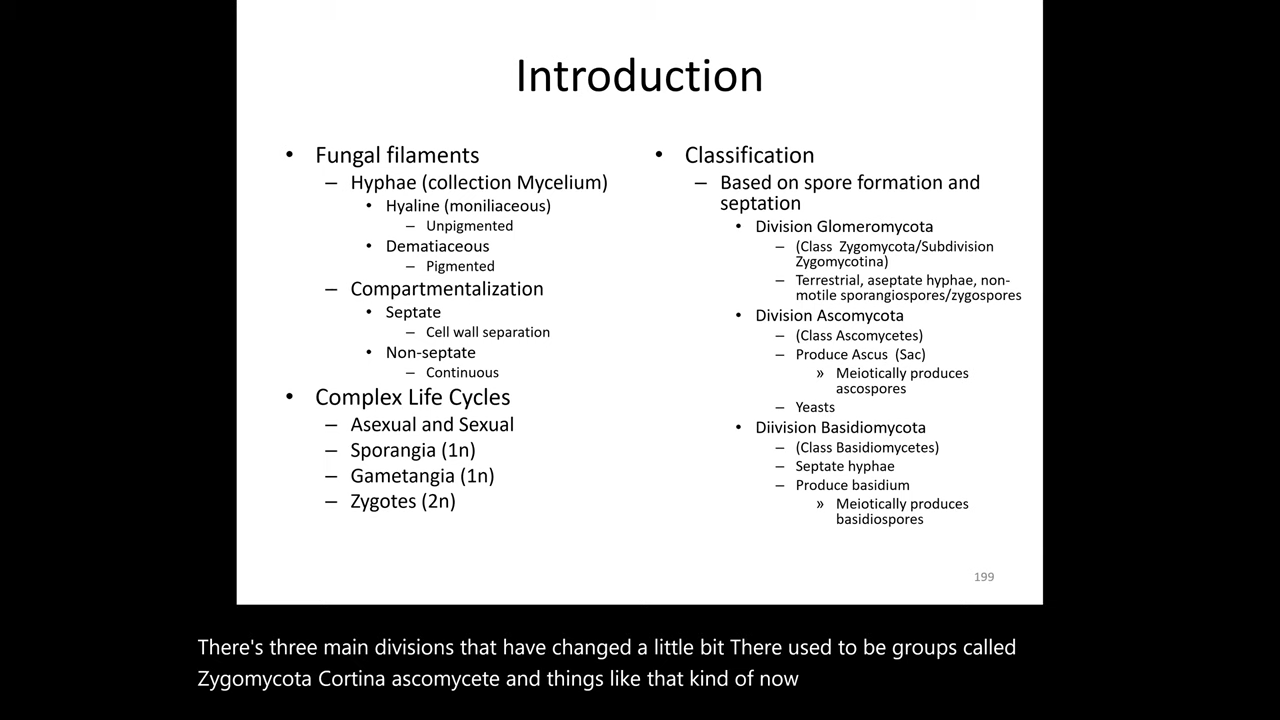 Introduction
• Fungal filaments
– Hyphae (collection Mycelium)
• Hyaline (moniliaceous)
– Unpigmented
• Dematiaceous
– Pigmented
– Compartmentalization
• Septate
– Cell wall separation
• Non-septate
– Continuous
• Complex Life Cycles
– Asexual and Sexual
– Sporangia (1n)
– Gametangia (1n)
– Zygotes (2n)
• Classification
– Based on spore formation and
septation
• Division Glomeromycota
– (Class Zygomycota/Subdivision
Zygomycotina)
– Terrestrial, aseptate hyphae, non-
motile sporangiospores/zygospores
• Division Ascomycota
– (Class Ascomycetes)
– Produce Ascus (Sac)
» Meiotically produces
ascospores
– Yeasts
• Diivision Basidiomycota
– (Class Basidiomycetes)
– Septate hyphae
– Produce basidium
» Meiotically produces
basidiospores
199
There's three main divisions that have changed a little bit There used to be groups called
Zygomycota Cortina ascomycete and things like that kind of now